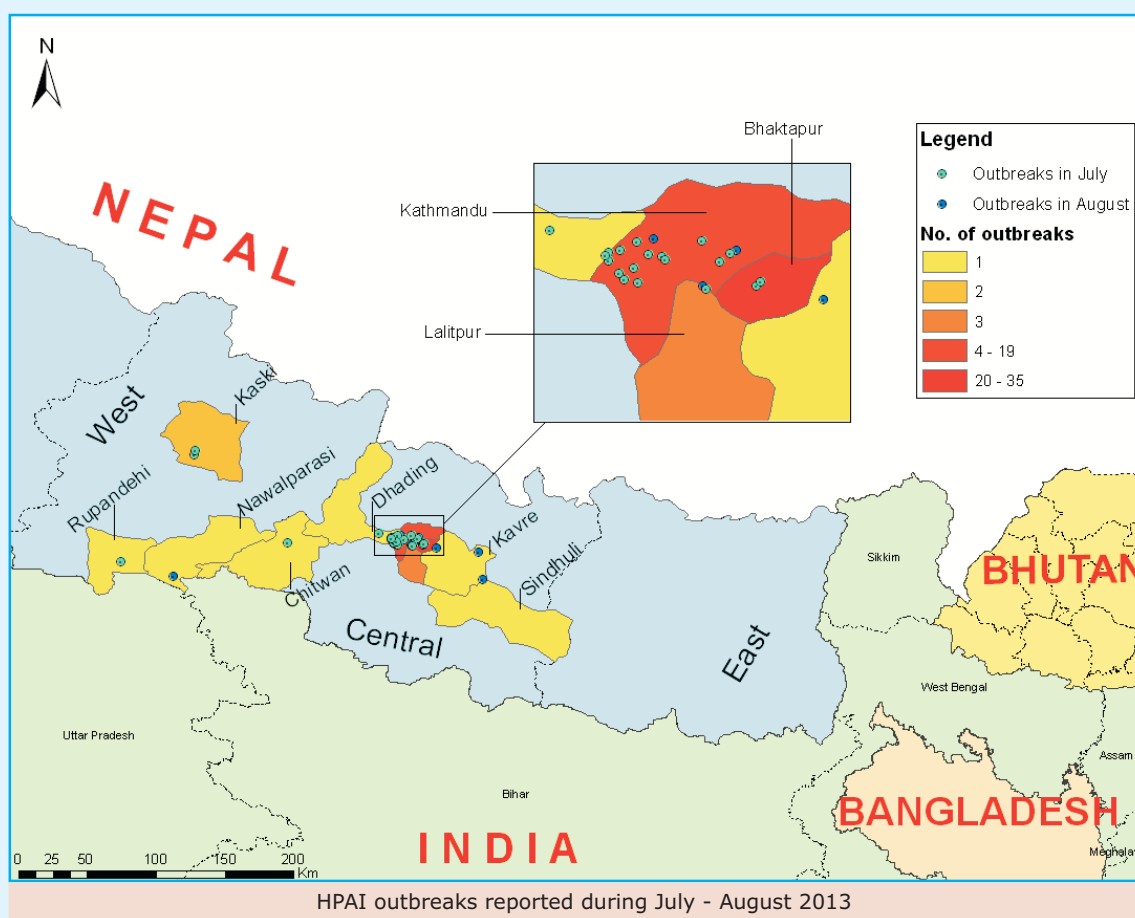 N
NEPAL
Bhaktapur
Kathmandu
Lalitpur
Legend
Outbreaks in July
Outbreaks in August
No. of outbreaks
1
2
3
4 - 19
20 - 35
West
Kaski
Rupandehi
Nawalparasi
Dhading
Kavre
Chitwan
Sindhuli
Central
East
Sikkim
BHUTAN
West Bengal
Uttar Pradesh
Assam
Bihar
BANGLADESH
INDIA
Meghalay
0 25 50 100 150 200
Km
HPAI outbreaks reported during July - August 2013